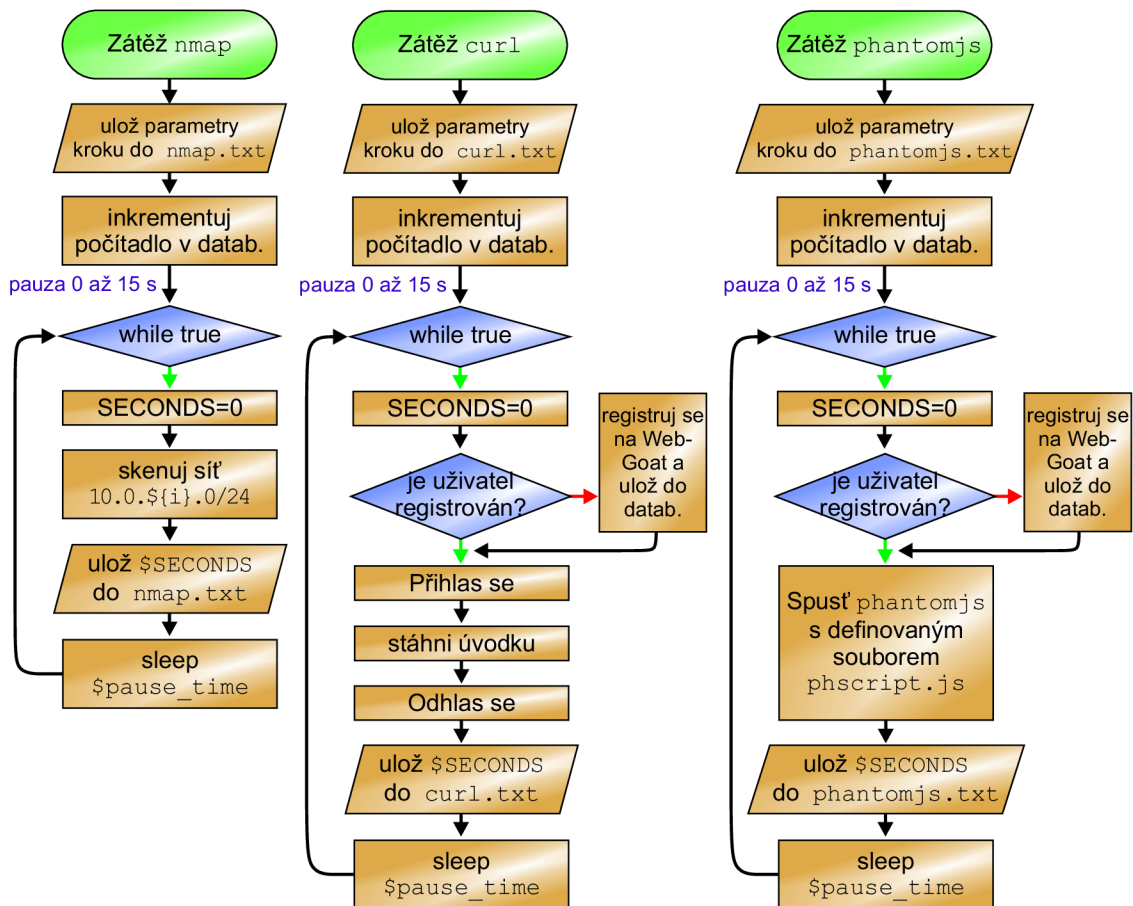 Zátěž nmap
ulož parametry
kroku do nmap.txt
inkrementuj
počítadlo v datab.
pauza 0 až 15 s
while true
SECONDS=0
skenuj síť
10.0.${i}.0/24
ulož $SECONDS
do nmap.txt
sleep
$pause_time
Zátěž curl
ulož parametry
kroku do curl.txt
inkrementuj
počítadlo v datab.
pauza 0 až 15 s
while true
SECONDS=0
je uživatel
registrován?
registruj se
na Web-
Goat a
ulož do
datab.
Přihlas se
stáhni úvodku
Odhlas se
ulož $SECONDS
do curl.txt
sleep
$pause_time
Zátěž phantomjs
ulož parametry
kroku do phantomjs.txt
inkrementuj
počítadlo v datab.
pauza 0 až 15 s
while true
SECONDS=0
je uživatel
registrován?
registruj se
na Web-
Goat a
ulož do
datab.
Spusť phantomjs
s definovaným
souborem
phscript.js
ulož $SECONDS
do phantomjs.txt
sleep
$pause_time